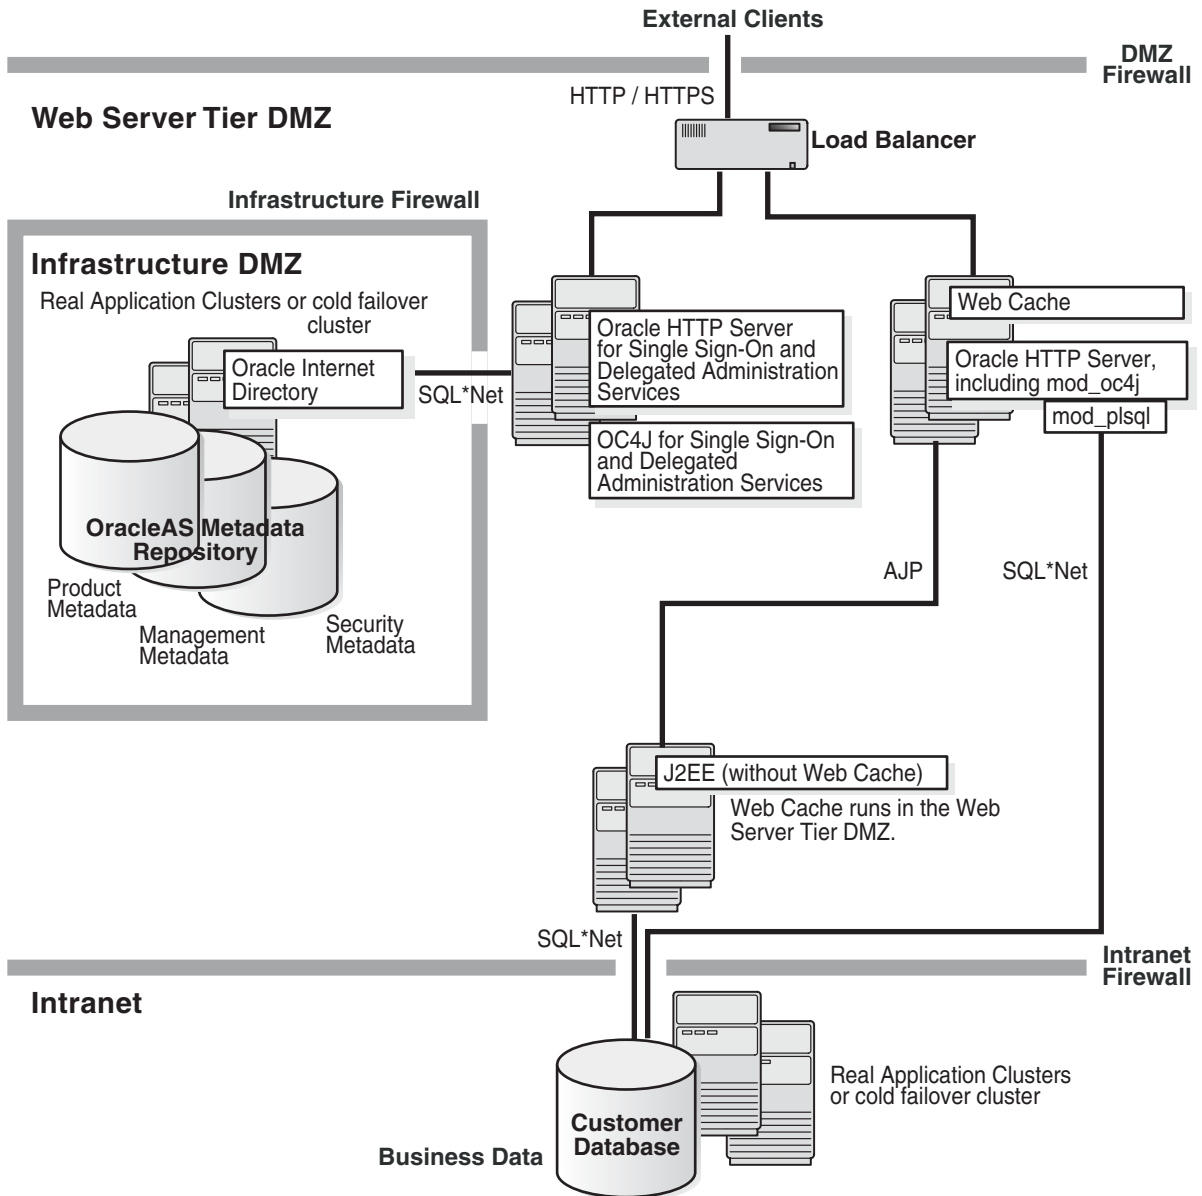 External Clients
DMZ
Firewall
HTTP / HTTPS
Web Server Tier DMZ
Load Balancer
Infrastructure Firewall
Infrastructure DMZ
Real Application Clusters or cold failover
cluster
Oracle Internet
Directory
SQL*Net
Oracle HTTP Server
for Single Sign-On and
Delegated Administration
Services
OC4J for Single Sign-On
and Delegated
Administration Services
Web Cache
Oracle HTTP Server,
including mod_oc4j
mod_plsql
OracleAS Metadata
Repository
Product
Metadata
Management
Metadata
Security
Metadata
AJP
SQL*Net
J2EE (without Web Cache)
Web Cache runs in the Web
Server Tier DMZ.
SQL*Net
Intranet
Firewall
Intranet
Real Application Clusters
or cold failover cluster
Customer
Database
Business Data